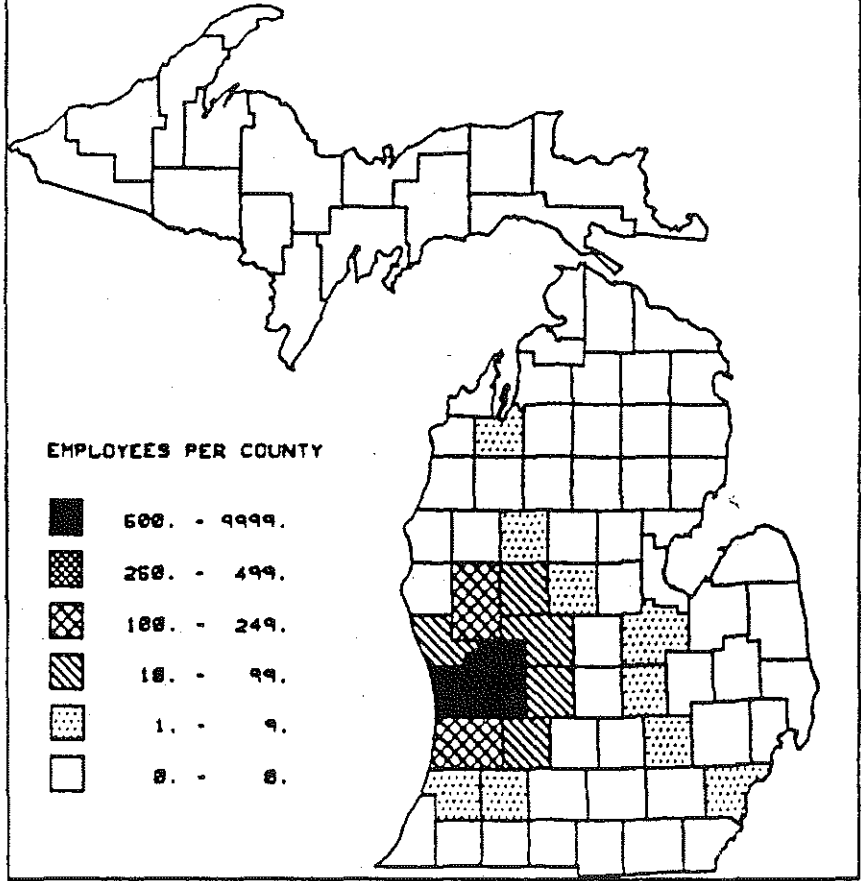 EMPLOYEES PER COUNTY
500. - 9999.
250. - 499.
100. - 249.
10. - 99.
1. - 9.
0. - 0.